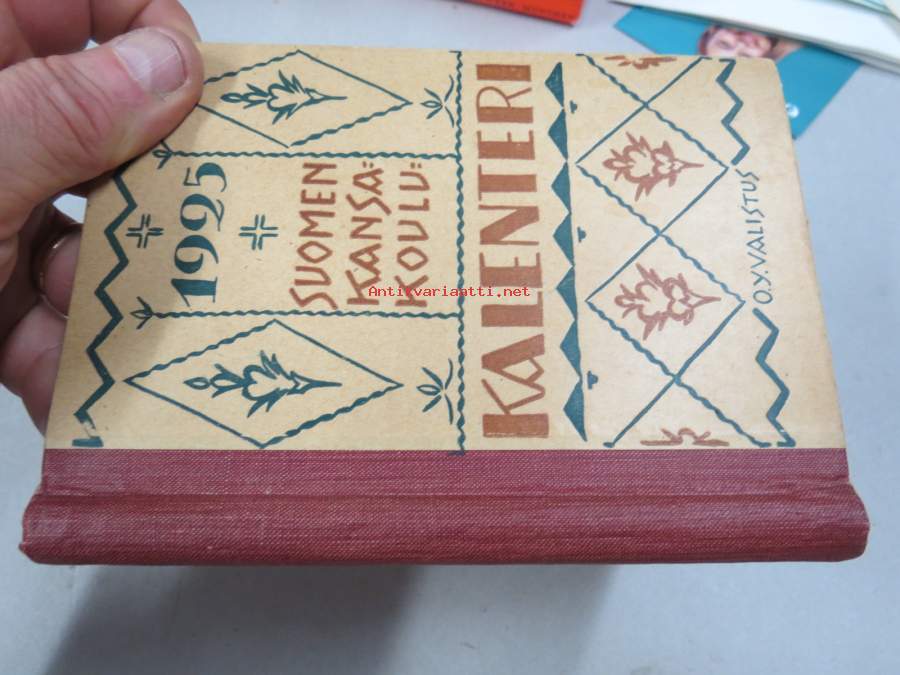 1925
SUOMEN
KANSA=
KOULU=
KALENTERI
O.Y. VALISTUS
Antikvariaatti.net